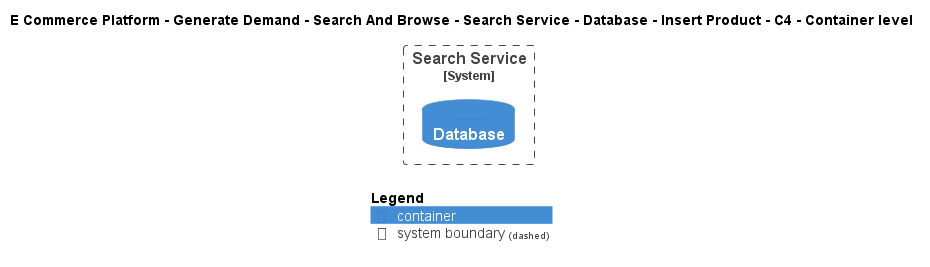 E Commerce Platform - Generate Demand - Search And Browse - Search Service - Database - Insert Product - C4 - Container level
Search Service
[System]
Database
Legend
container
system boundary (dashed)